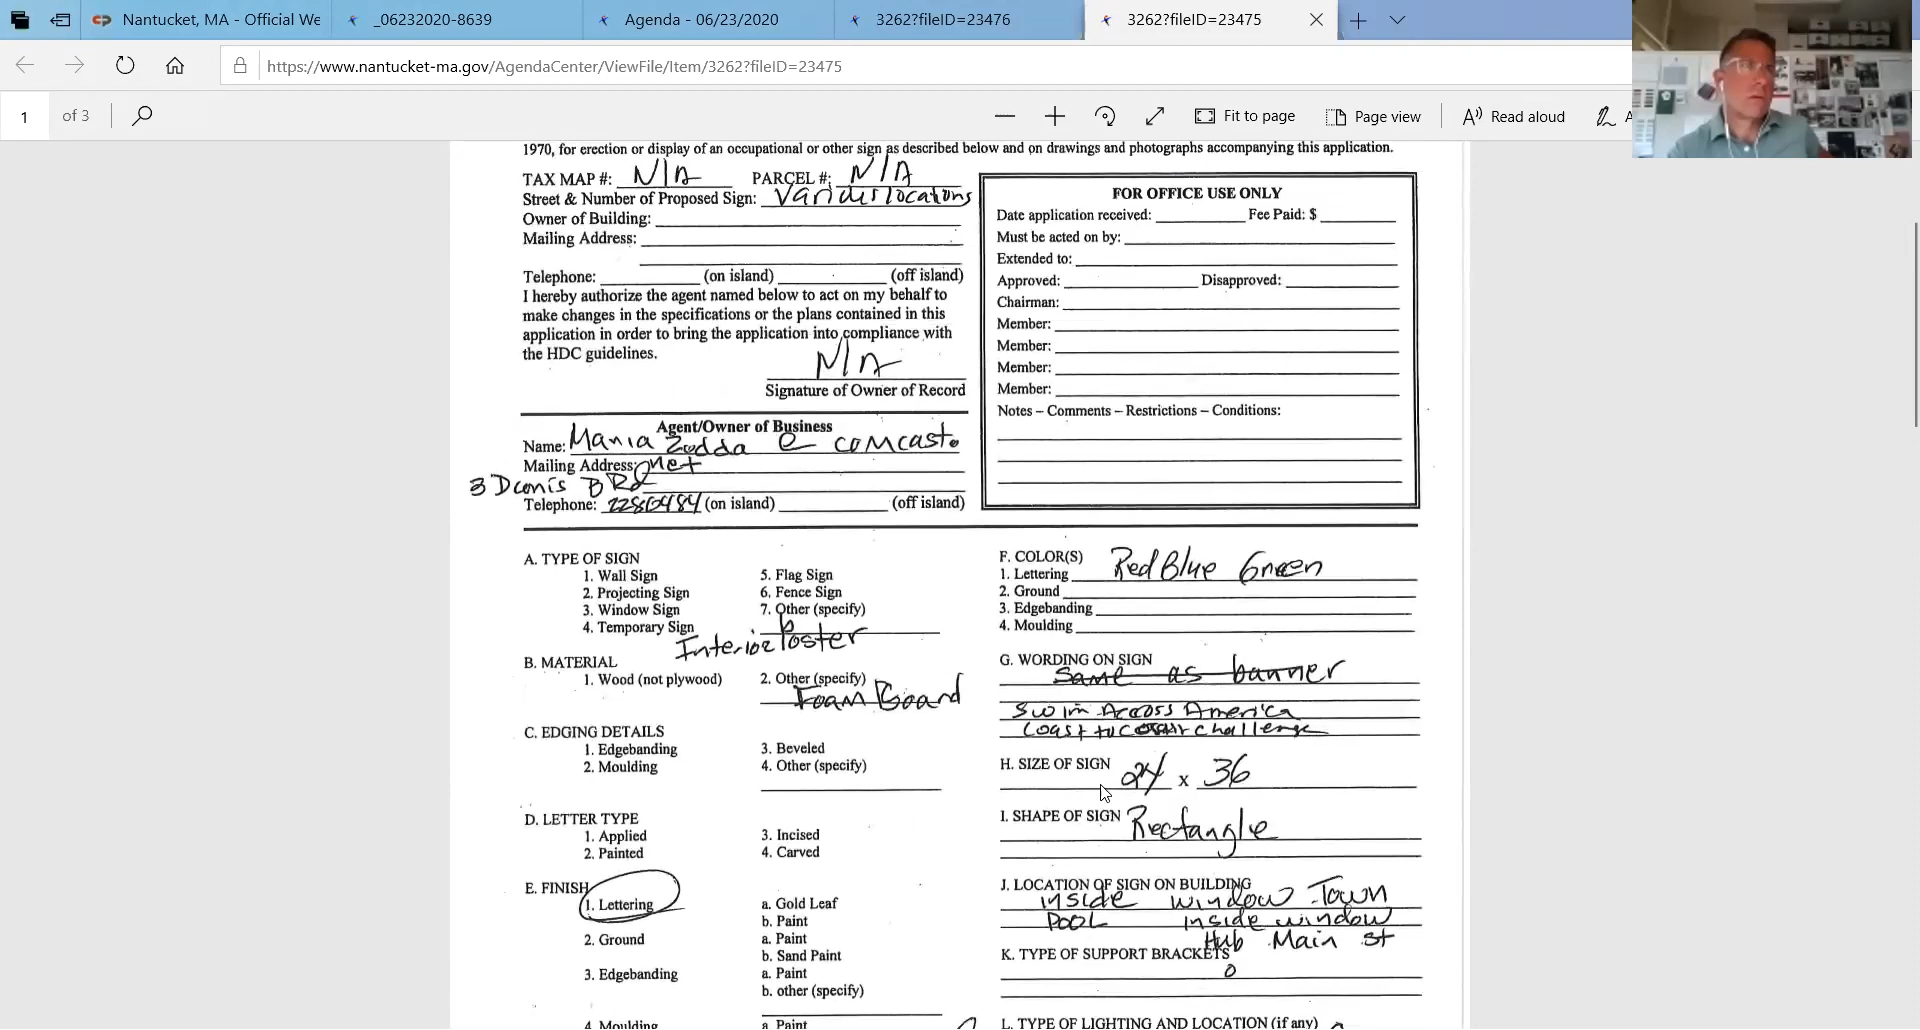 Nantucket, MA - Official We
_06232020-8639
Agenda - 06/23/2020
3262?fileID=23476
3262?fileID=23475
https://www.nantucket-ma.gov/AgendaCenter/ViewFile/Item/3262?fileID=23475
1 of 3
Fit to page
Page view
Read aloud
1970, for erection or display of an occupational or other sign as described below and on drawings and photographs accompanying this application.
TAX MAP #: N/A PARCEL #: N/A
Street & Number of Proposed Sign: Various locations
Owner of Building:
Mailing Address:
Telephone: (on island) (off island)
I hereby authorize the agent named below to act on my behalf to
make changes in the specifications or the plans contained in this
application in order to bring the application into compliance with
the HDC guidelines.
N/A
Signature of Owner of Record
Agent/Owner of Business
Name: Maria Zodda @ comcast.
Mailing Address: net
3 Rd
Telephone: (on island) (off island)
FOR OFFICE USE ONLY
Date application received: Fee Paid: $
Must be acted on by:
Extended to:
Approved: Disapproved:
Chairman:
Member:
Member:
Member:
Member:
Notes – Comments – Restrictions – Conditions:
A. TYPE OF SIGN
1. Wall Sign
2. Projecting Sign
3. Window Sign
4. Temporary Sign
5. Flag Sign
6. Fence Sign
7. Other (specify)
Interior Poster
B. MATERIAL
1. Wood (not plywood)
2. Other (specify)
Foam Board
C. EDGING DETAILS
1. Edgebanding
2. Moulding
3. Beveled
4. Other (specify)
D. LETTER TYPE
1. Applied
2. Painted
3. Incised
4. Carved
E. FINISH
1. Lettering
a. Gold Leaf
b. Paint
2. Ground
a. Paint
b. Sand Paint
3. Edgebanding
a. Paint
b. other (specify)
4. Moulding
a. Paint
F. COLOR(S)
1. Lettering Red Blue Green
2. Ground
3. Edgebanding
4. Moulding
G. WORDING ON SIGN
Same as banner
Swim Across America
Coast to Coast challenge
H. SIZE OF SIGN 24 x 36
I. SHAPE OF SIGN Rectangle
J. LOCATION OF SIGN ON BUILDING
inside window Town
POOL inside window
Hub Main st
K. TYPE OF SUPPORT BRACKETS
0
L. TYPE OF LIGHTING AND LOCATION (if any)